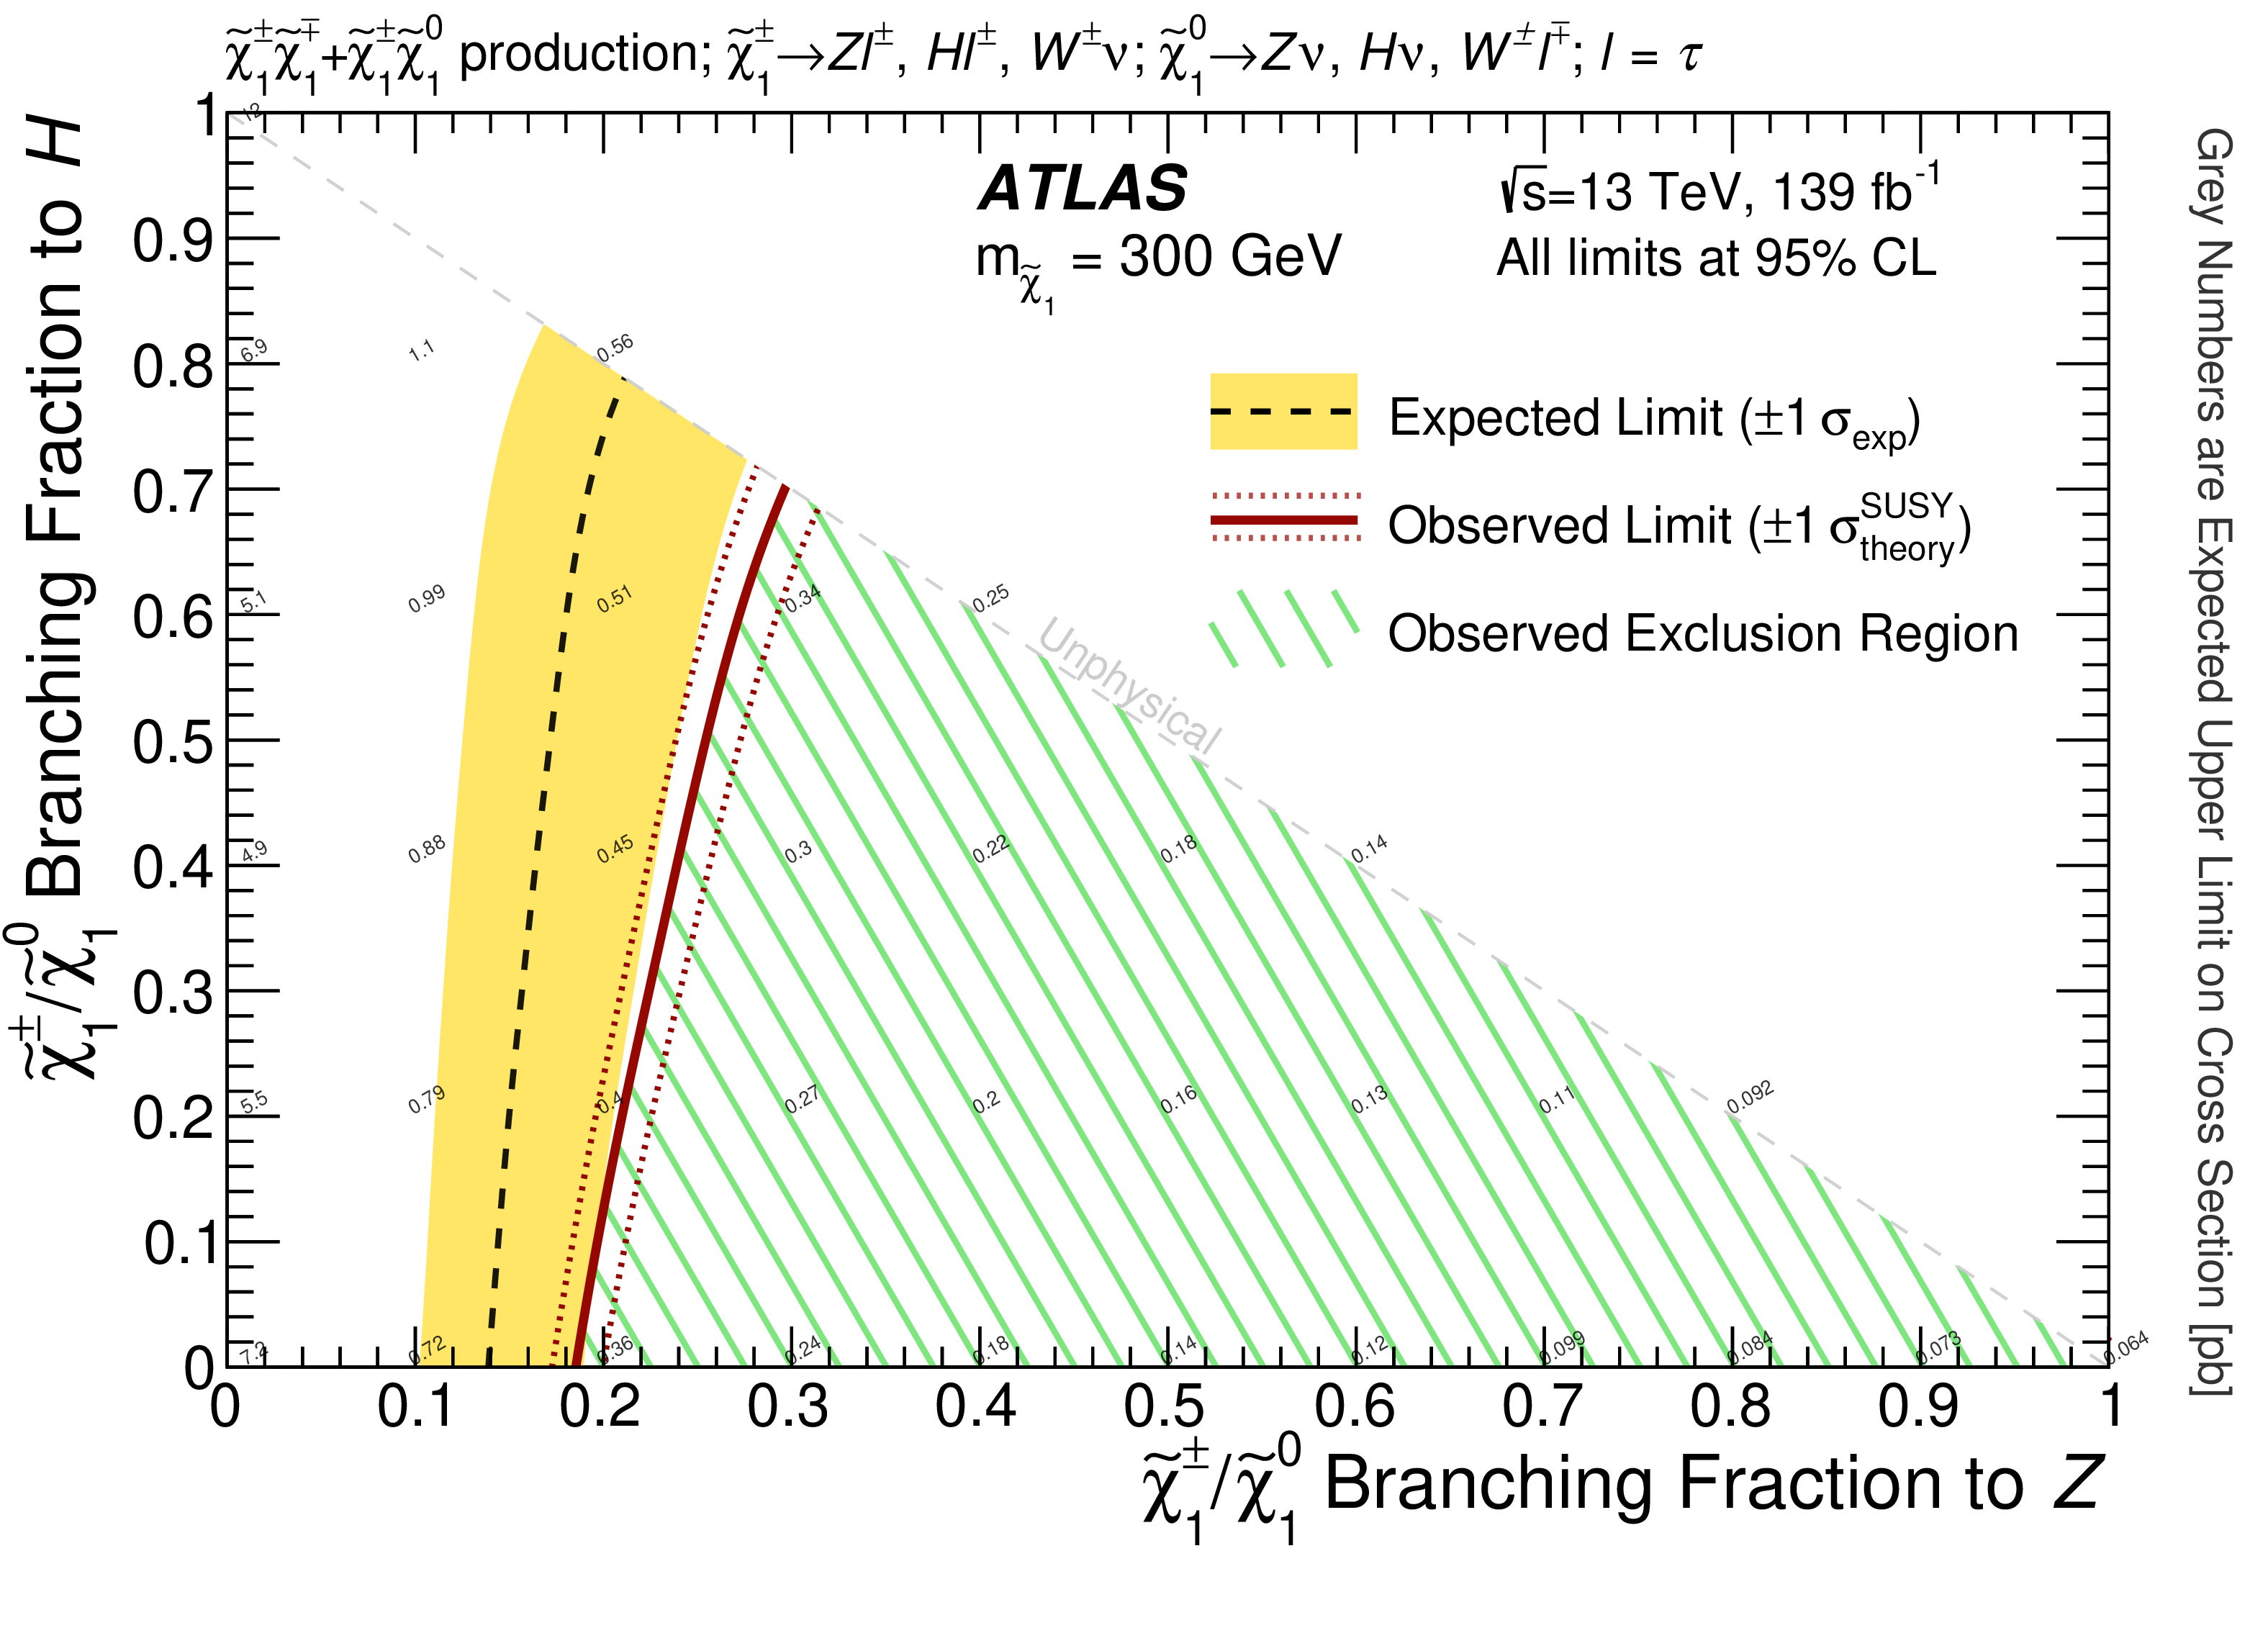 χ̃₁±χ̃₁∓+χ̃₁±χ̃₁⁰ production; χ̃₁±→Zl±, Hl±, W±ν; χ̃₁⁰→Zν, Hν, W±l∓; l = τ
ATLAS
√s=13 TeV, 139 fb⁻¹
m_χ̃₁ = 300 GeV
All limits at 95% CL
Expected Limit (±1 σ_exp)
Observed Limit (±1 σ_theory^SUSY)
Observed Exclusion Region
Unphysical
χ̃₁±/χ̃₁⁰ Branching Fraction to H
1
0.9
0.8
0.7
0.6
0.5
0.4
0.3
0.2
0.1
0
12
6.9 1.1 0.56
5.1 0.99 0.51 0.34 0.25
4.9 0.88 0.45 0.3 0.22 0.18 0.14
5.5 0.79 0.4 0.27 0.2 0.16 0.13 0.11 0.092
7.2 0.72 0.36 0.24 0.18 0.14 0.12 0.099 0.084 0.073 0.064
0 0.1 0.2 0.3 0.4 0.5 0.6 0.7 0.8 0.9 1
χ̃₁±/χ̃₁⁰ Branching Fraction to Z
Grey Numbers are Expected Upper Limit on Cross Section [pb]